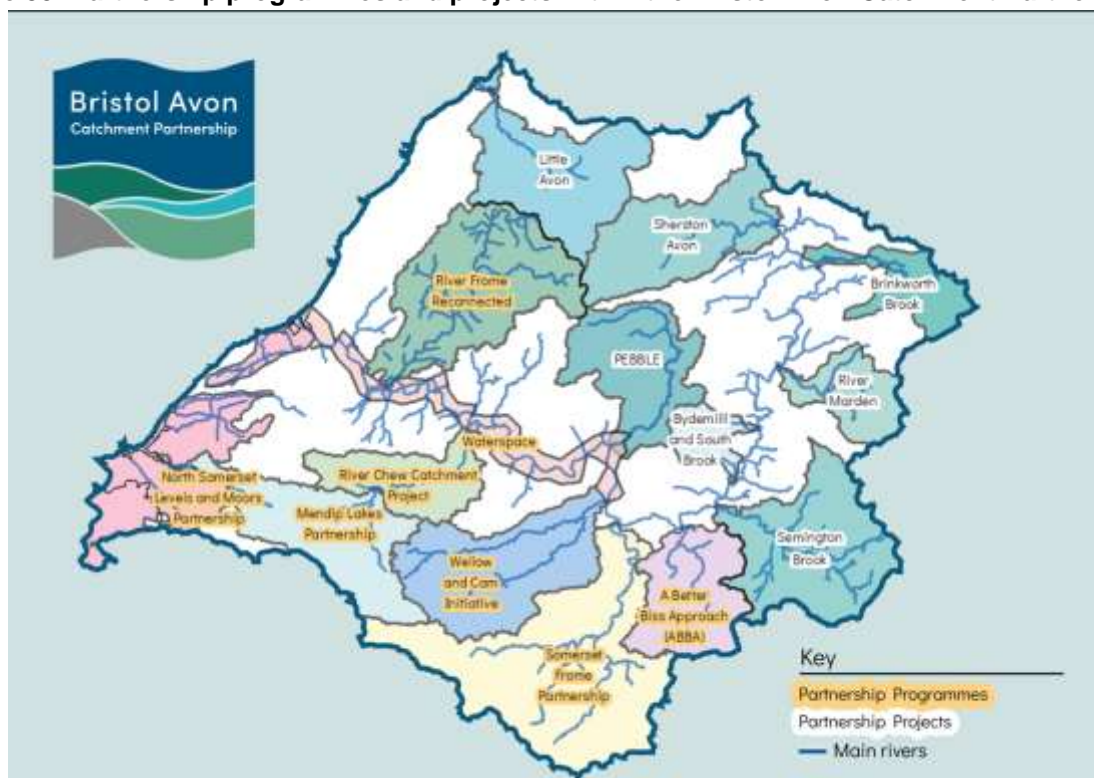 Bristol Avon
Catchment Partnership
Little
Avon
Sherston
Avon
River Frome
Reconnected
Brinkworth
Brook
PEBBLE
River
Marden
Bydemill
and South
Brook
Waterspace
North Somerset
Levels and Moors
Partnership
River Chew Catchment
Project
Mendip Lakes
Partnership
Wellow
and Cam
Initiative
Semington
Brook
A Better
Biss Approach
(ABBA)
Somerset
Frome
Partnership
Key
Partnership Programmes
Partnership Projects
Main rivers